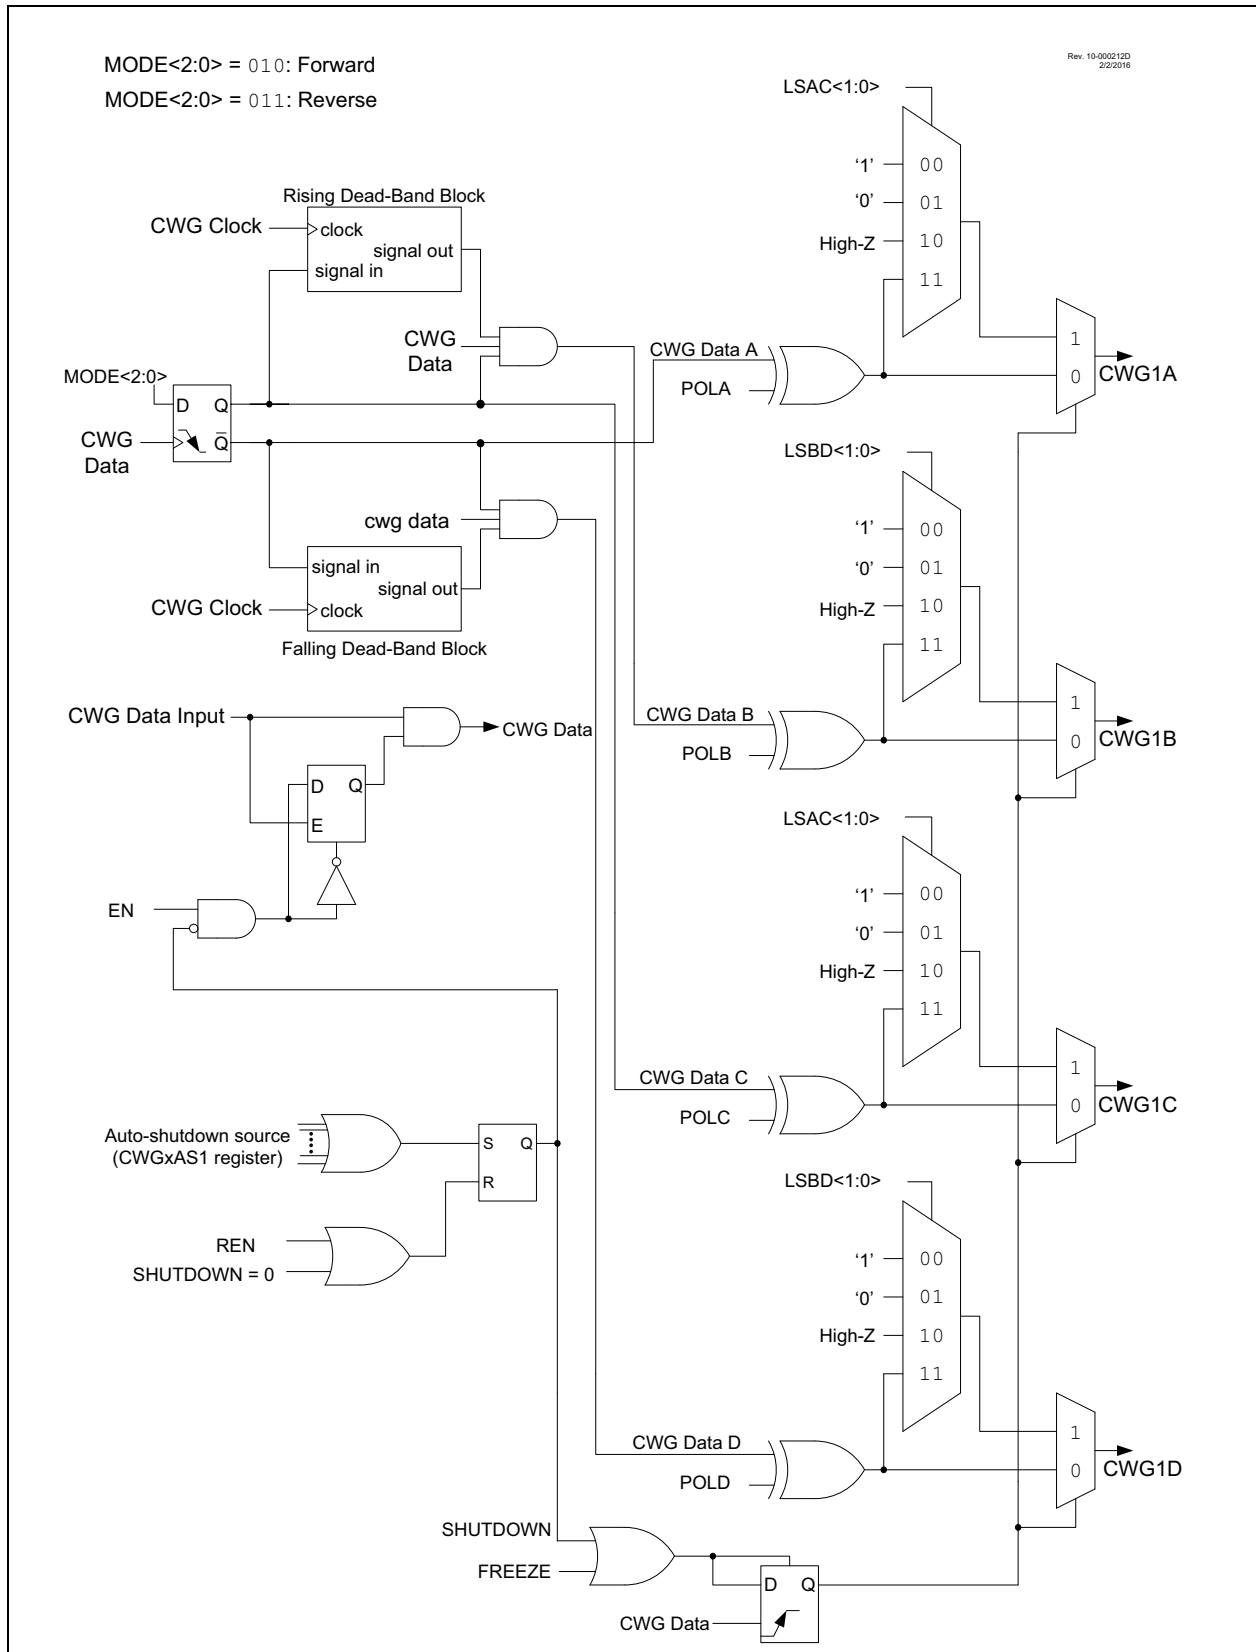 MODE<2:0> = 010: Forward
MODE<2:0> = 011: Reverse
Rev. 10-000212D
2/2/2016
LSAC<1:0>
'1'
00
'0'
01
High-Z
10
11
Rising Dead-Band Block
CWG Clock
clock
signal out
signal in
CWG
Data
MODE<2:0>
D
Q
CWG
Data
Q̅
CWG Data A
POLA
1
0
CWG1A
cwg data
signal in
signal out
CWG Clock
clock
Falling Dead-Band Block
LSBD<1:0>
'1'
00
'0'
01
High-Z
10
11
CWG Data Input
CWG Data
D
Q
E
EN
CWG Data B
POLB
1
0
CWG1B
LSAC<1:0>
'1'
00
'0'
01
High-Z
10
11
CWG Data C
POLC
1
0
CWG1C
Auto-shutdown source
(CWGxAS1 register)
S
Q
R
REN
SHUTDOWN = 0
LSBD<1:0>
'1'
00
'0'
01
High-Z
10
11
CWG Data D
POLD
1
0
CWG1D
SHUTDOWN
FREEZE
D
Q
CWG Data